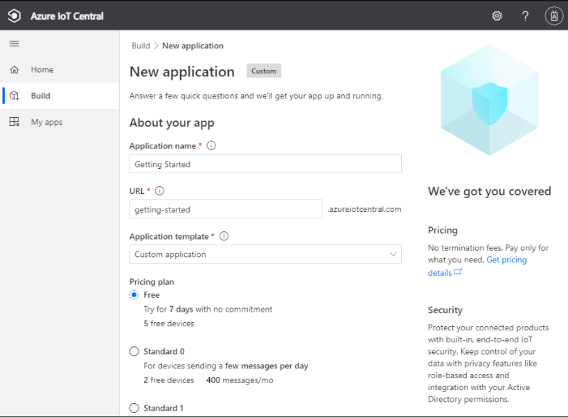 Azure IoT Central
?
Home
Build
My apps
Build > New application
New application Custom
Answer a few quick questions and we'll get your app up and running.
About your app
Application name *
Getting Started
URL *
getting-started .azureiotcentral.com
Application template *
Custom application
Pricing plan
Free
Try for 7 days with no commitment
5 free devices
Standard 0
For devices sending a few messages per day
2 free devices 400 messages/mo
Standard 1
We've got you covered
Pricing
No termination fees. Pay only for
what you need. Get pricing
details
Security
Protect your connected products
with built-in, end-to-end IoT
security. Keep control of your
data with privacy features like
role-based access and
integration with your Active
Directory permissions.